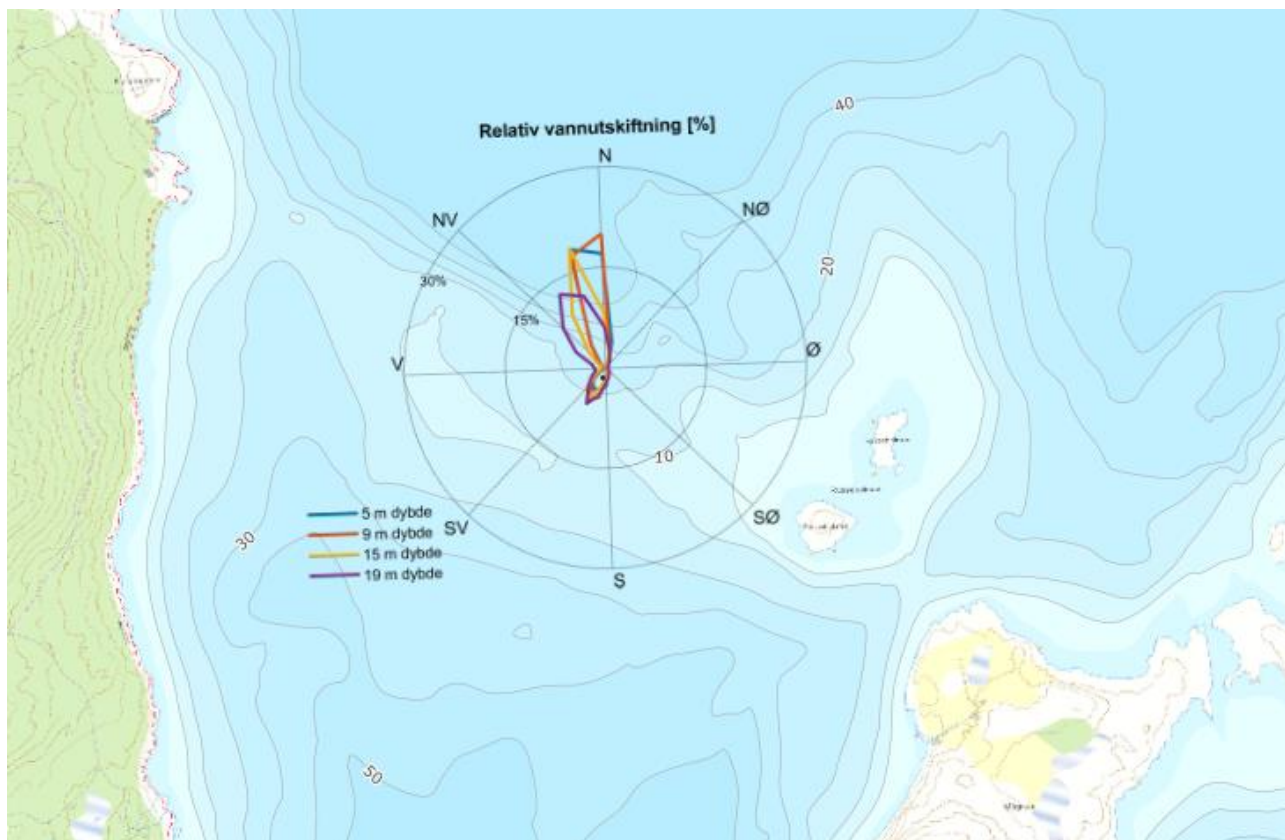 40
Relativ vannutskiftning [%]
N
NV
NØ
20
30%
15%
V
Ø
10
SV
SØ
S
30
5 m dybde
9 m dybde
15 m dybde
19 m dybde
50